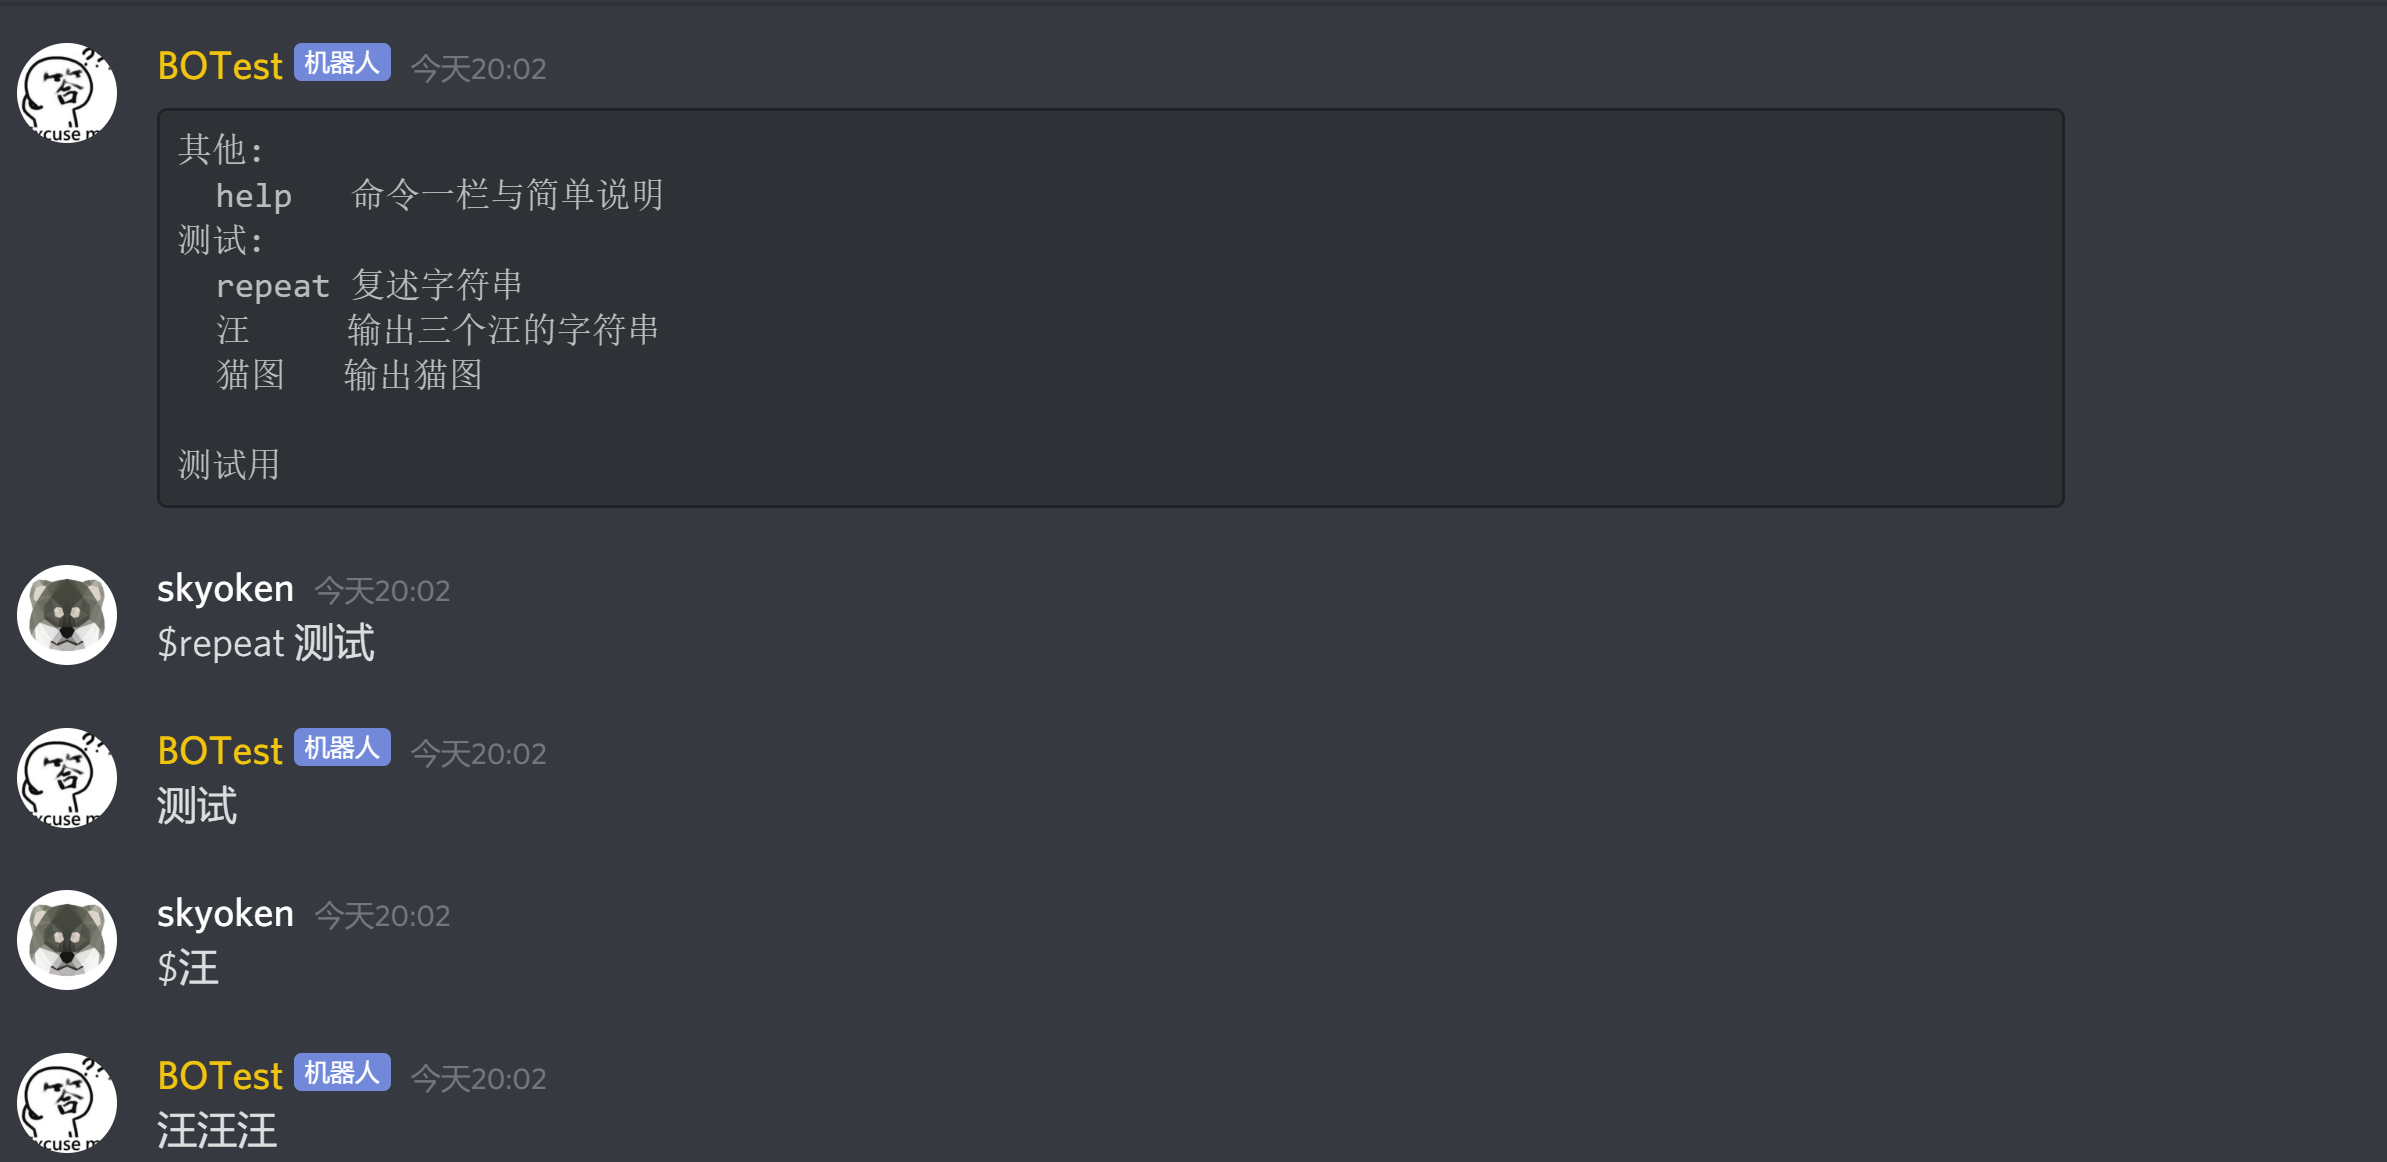 BOTest 机器人 今天20:02
其他:
help 命令一栏与简单说明
测试:
repeat 复述字符串
汪 输出三个汪的字符串
猫图 输出猫图
测试用
skyoken 今天20:02
$repeat 测试
BOTest 机器人 今天20:02
测试
skyoken 今天20:02
$汪
BOTest 机器人 今天20:02
汪汪汪